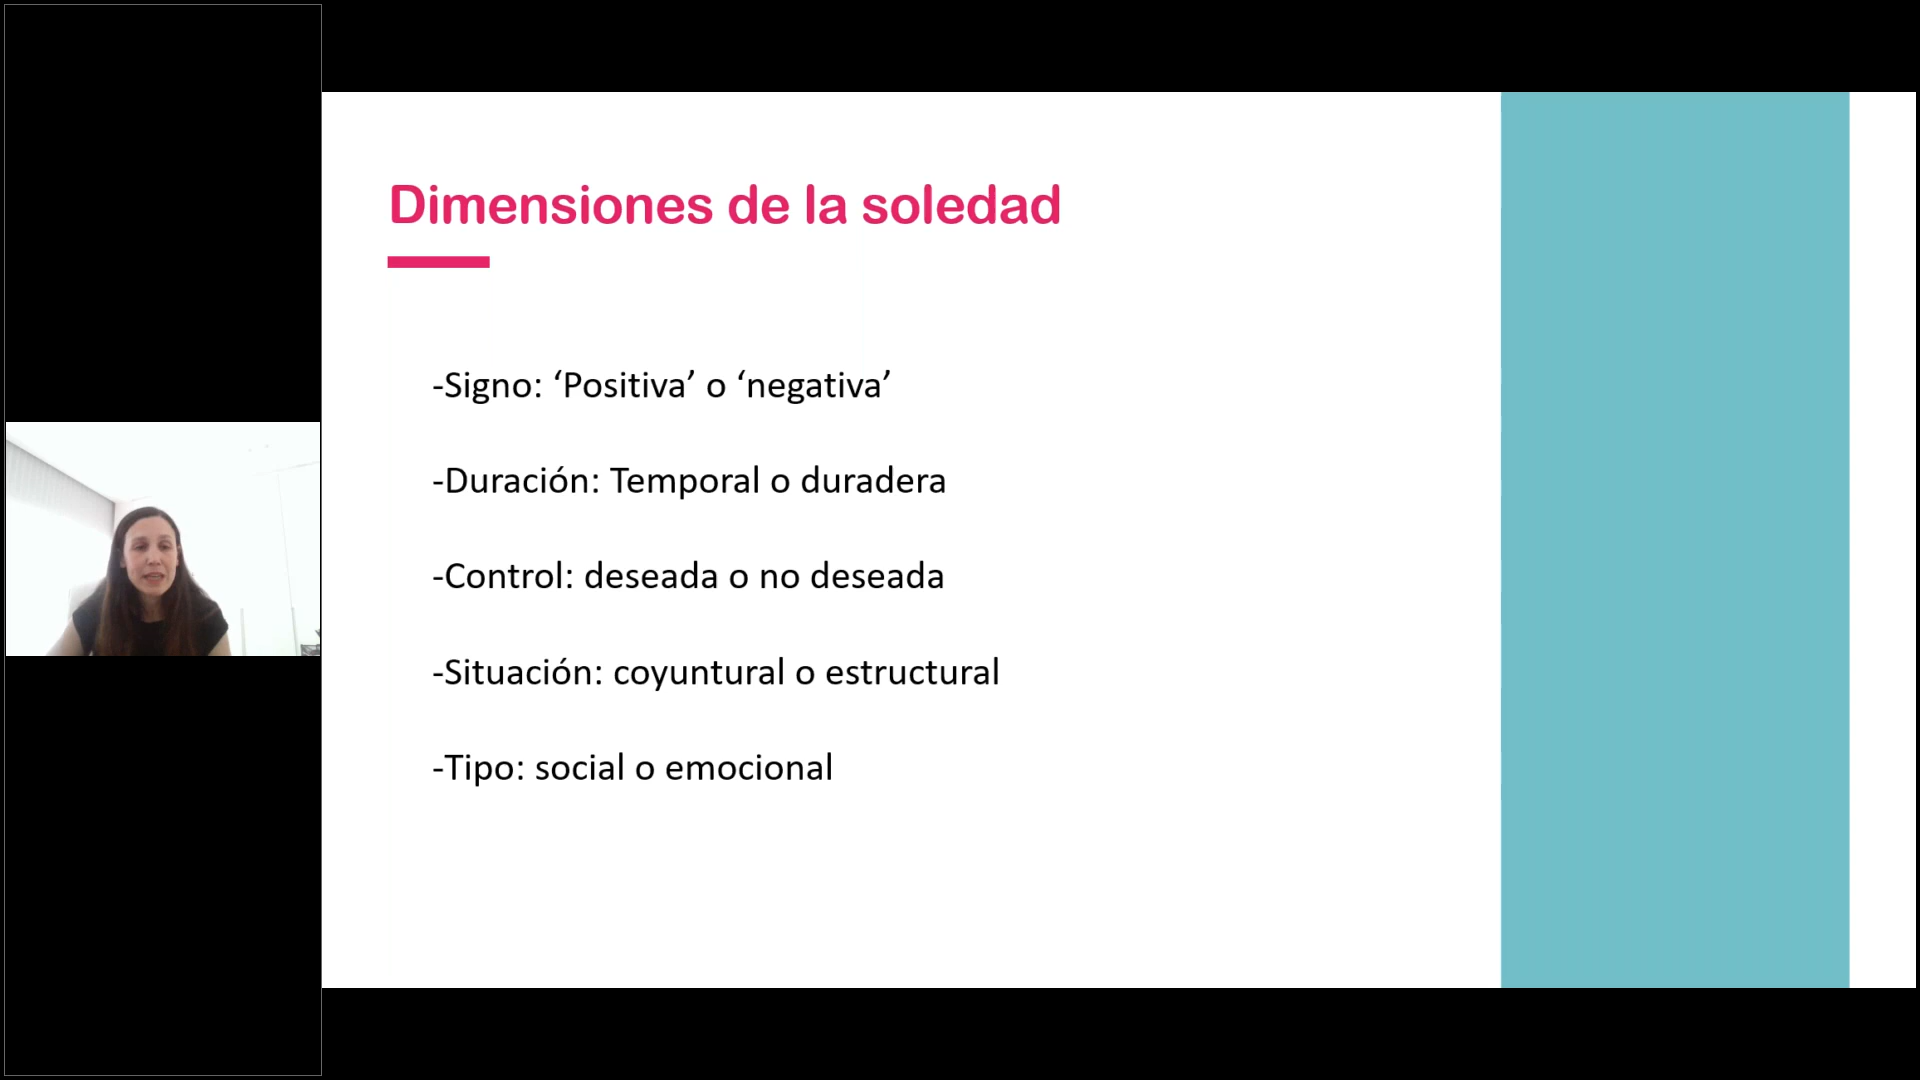 Dimensiones de la soledad
-Signo: ‘Positiva’ o ‘negativa’
-Duración: Temporal o duradera
-Control: deseada o no deseada
-Situación: coyuntural o estructural
-Tipo: social o emocional